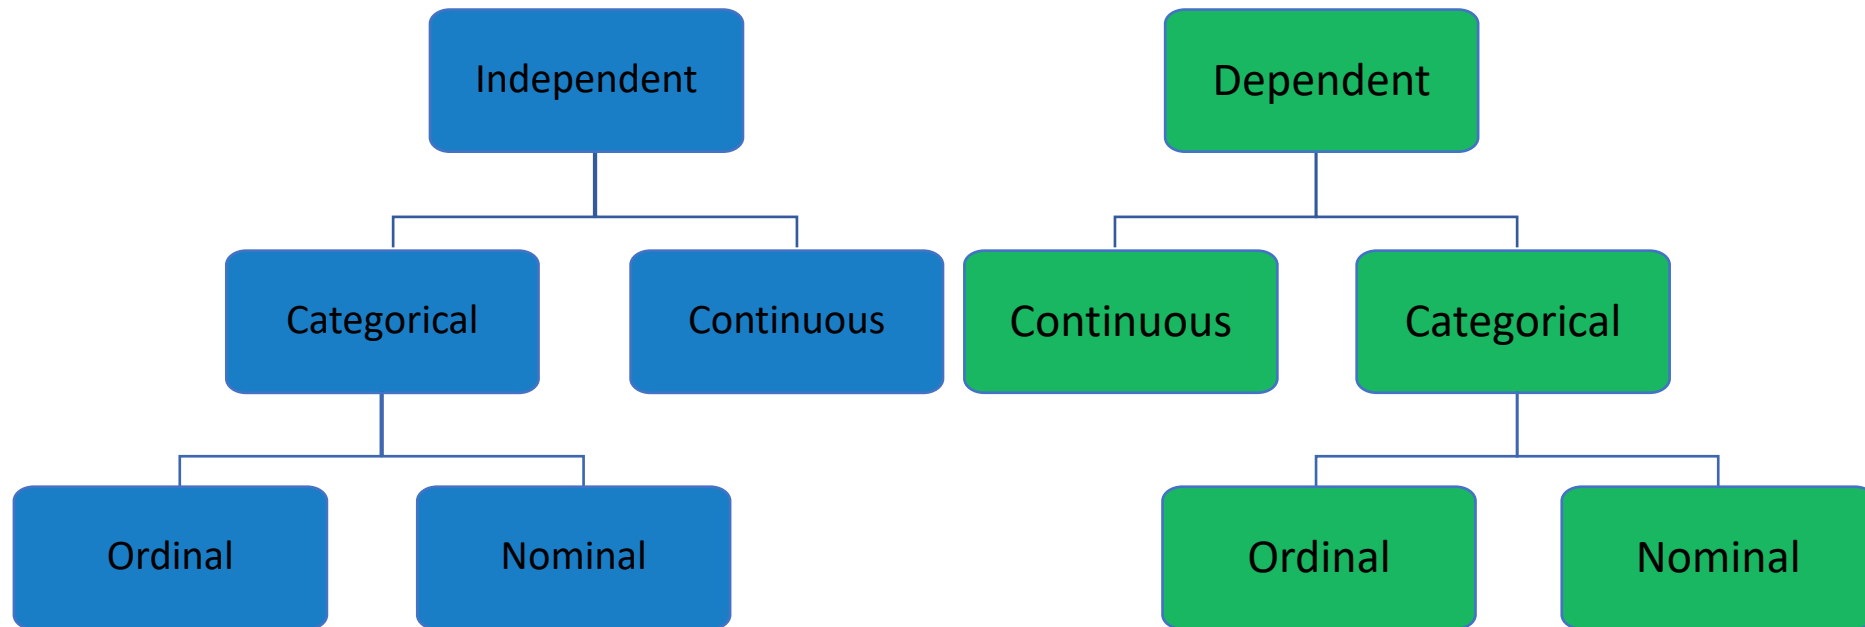 Independent
Dependent
Categorical
Continuous
Continuous
Categorical
Ordinal
Nominal
Ordinal
Nominal